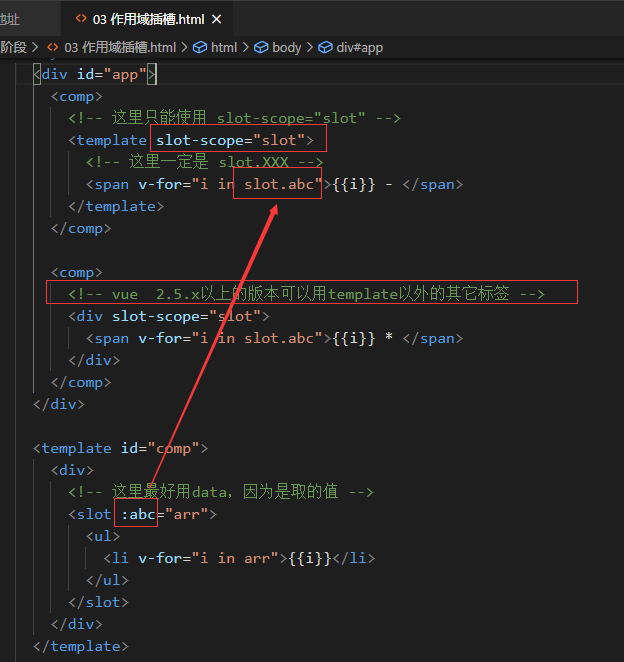 地址 03 作用域插槽.html ×
阶段 > 03 作用域插槽.html > html > body > div#app
<div id="app">
<comp>
<!-- 这里只能使用 slot-scope="slot" -->
<template slot-scope="slot">
<!-- 这里一定是 slot.XXX -->
<span v-for="i in slot.abc">{{i}} - </span>
</template>
</comp>
<comp>
<!-- vue  2.5.x以上的版本可以用template以外的其它标签 -->
<div slot-scope="slot">
<span v-for="i in slot.abc">{{i}} * </span>
</div>
</comp>
</div>
<template id="comp">
<div>
<!-- 这里最好用data，因为是取的值 -->
<slot :abc="arr">
<ul>
<li v-for="i in arr">{{i}}</li>
</ul>
</slot>
</div>
</template>